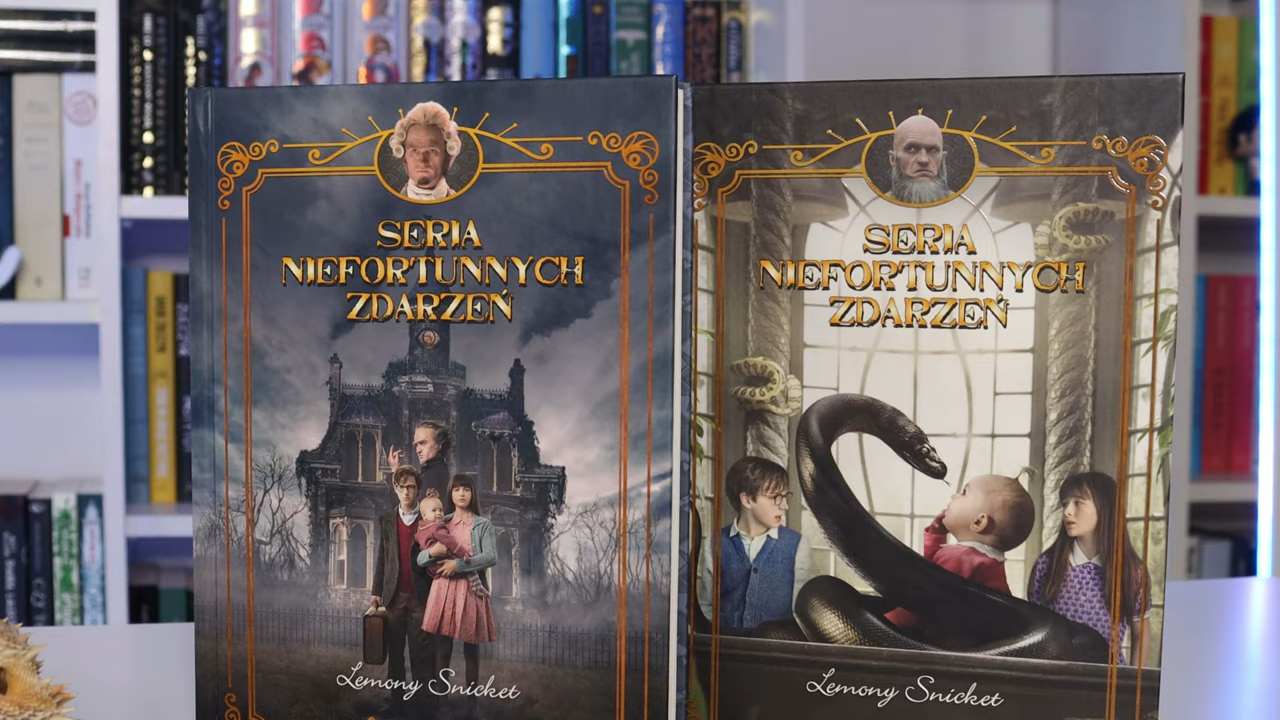 SERIA
NIEFORTUNNYCH
ZDARZEŃ
Lemony Snicket
SERIA
NIEFORTUNNYCH
ZDARZEŃ
Lemony Snicket